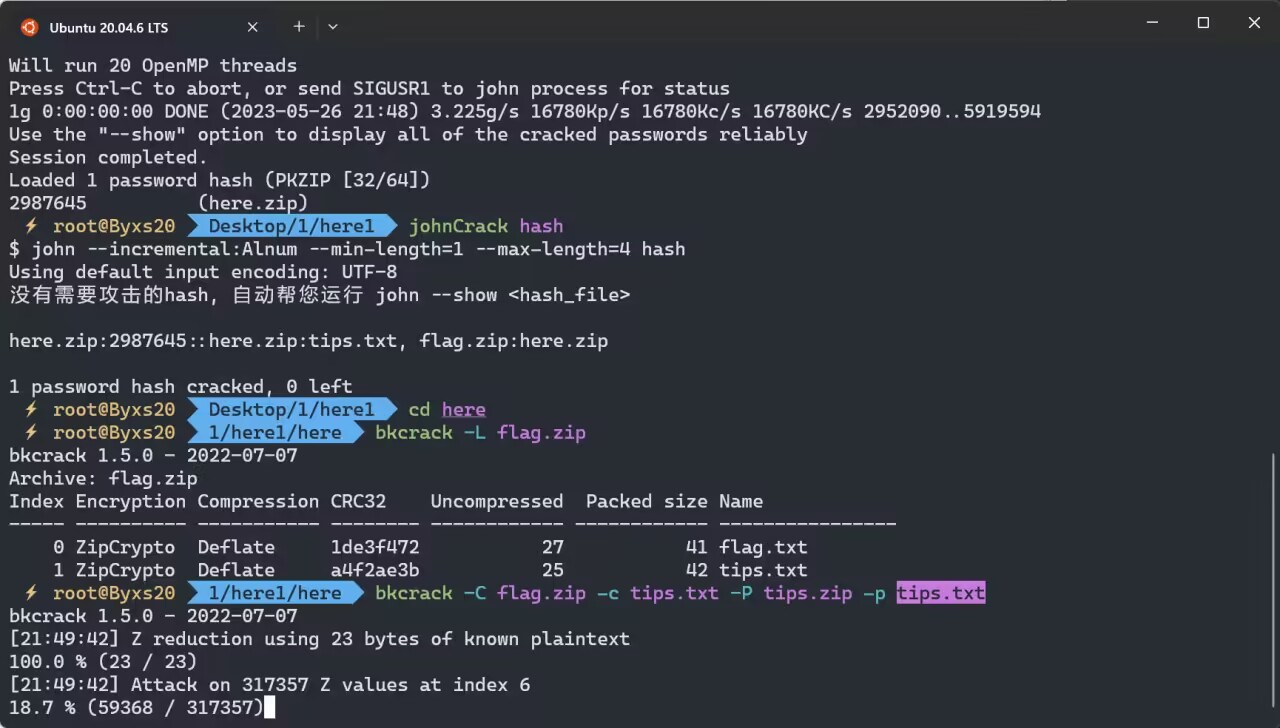 Ubuntu 20.04.6 LTS
Will run 20 OpenMP threads
Press Ctrl-C to abort, or send SIGUSR1 to john process for status
1g 0:00:00:00 DONE (2023-05-26 21:48) 3.225g/s 16780Kp/s 16780Kc/s 16780KC/s 2952090..5919594
Use the "--show" option to display all of the cracked passwords reliably
Session completed.
Loaded 1 password hash (PKZIP [32/64])
2987645          (here.zip)
⚡ root@Byxs20 Desktop/1/here1 johnCrack hash
$ john --incremental:Alnum --min-length=1 --max-length=4 hash
Using default input encoding: UTF-8
没有需要攻击的hash, 自动帮您运行 john --show <hash_file>
here.zip:2987645::here.zip:tips.txt, flag.zip:here.zip
1 password hash cracked, 0 left
⚡ root@Byxs20 Desktop/1/here1 cd here
⚡ root@Byxs20 1/here1/here bkcrack -L flag.zip
bkcrack 1.5.0 - 2022-07-07
Archive: flag.zip
Index Encryption Compression CRC32    Uncompressed  Packed size Name
----- ---------- ----------- -------- ------------ ------------ ----------------
    0 ZipCrypto  Deflate     1de3f472           27           41 flag.txt
    1 ZipCrypto  Deflate     a4f2ae3b           25           42 tips.txt
⚡ root@Byxs20 1/here1/here bkcrack -C flag.zip -c tips.txt -P tips.zip -p tips.txt
bkcrack 1.5.0 - 2022-07-07
[21:49:42] Z reduction using 23 bytes of known plaintext
100.0 % (23 / 23)
[21:49:42] Attack on 317357 Z values at index 6
18.7 % (59368 / 317357)